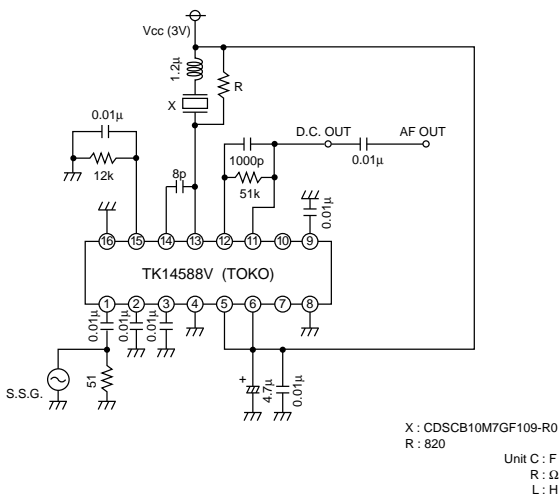 Vcc (3V)
1.2μ
R
X
0.01μ
12k
8p
1000p
51k
D.C. OUT
0.01μ
AF OUT
0.01μ
16
15
14
13
12
11
10
9
TK14588V (TOKO)
1
2
3
4
5
6
7
8
0.01μ
0.01μ
0.01μ
S.S.G.
51
+
4.7μ
0.01μ
X : CDSCB10M7GF109-R0
R : 820
Unit C : F
R : Ω
L : H